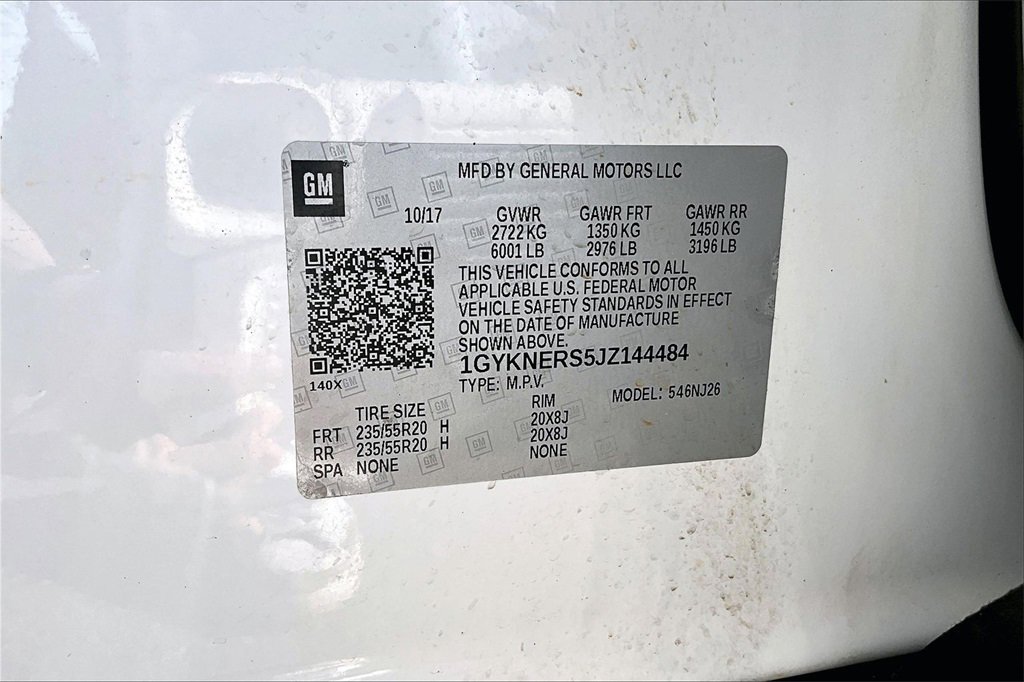 GM
MFD BY GENERAL MOTORS LLC
10/17 GVWR GAWR FRT GAWR RR
2722 KG 1350 KG 1450 KG
6001 LB 2976 LB 3196 LB
THIS VEHICLE CONFORMS TO ALL
APPLICABLE U.S. FEDERAL MOTOR
VEHICLE SAFETY STANDARDS IN EFFECT
ON THE DATE OF MANUFACTURE
SHOWN ABOVE.
1GYKNERS5JZ144484
140X TYPE: M.P.V. MODEL: 546NJ26
TIRE SIZE RIM
FRT 235/55R20 H 20X8J
RR 235/55R20 H 20X8J
SPA NONE NONE